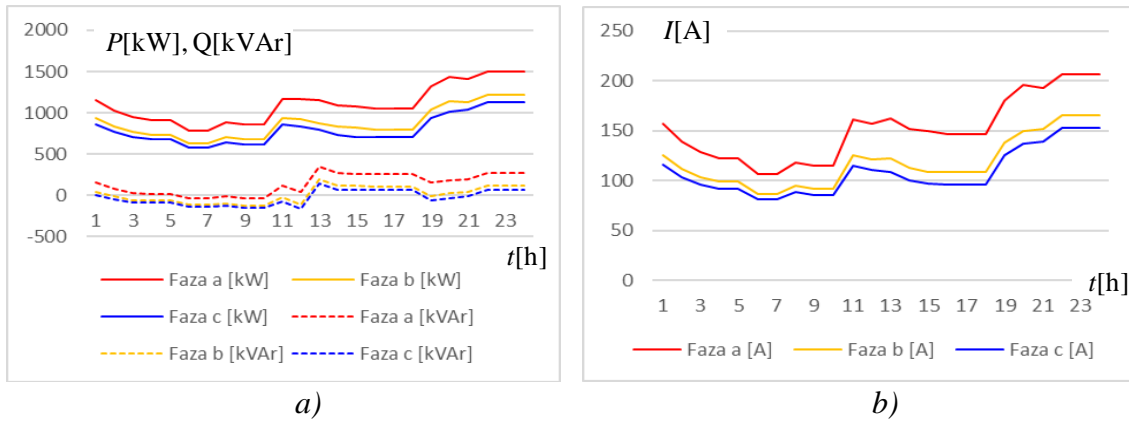 2000
P[kW], Q[kVAr]
1500
1000
500
0
1 3 5 7 9 11 13 15 17 19 21 23
-500
t[h]
Faza a [kW] Faza b [kW]
Faza c [kW] Faza a [kVAr]
Faza b [kVAr] Faza c [kVAr]
a)
250
I[A]
200
150
100
50
0
1 3 5 7 9 11 13 15 17 19 21 23
t[h]
Faza a [A] Faza b [A] Faza c [A]
b)